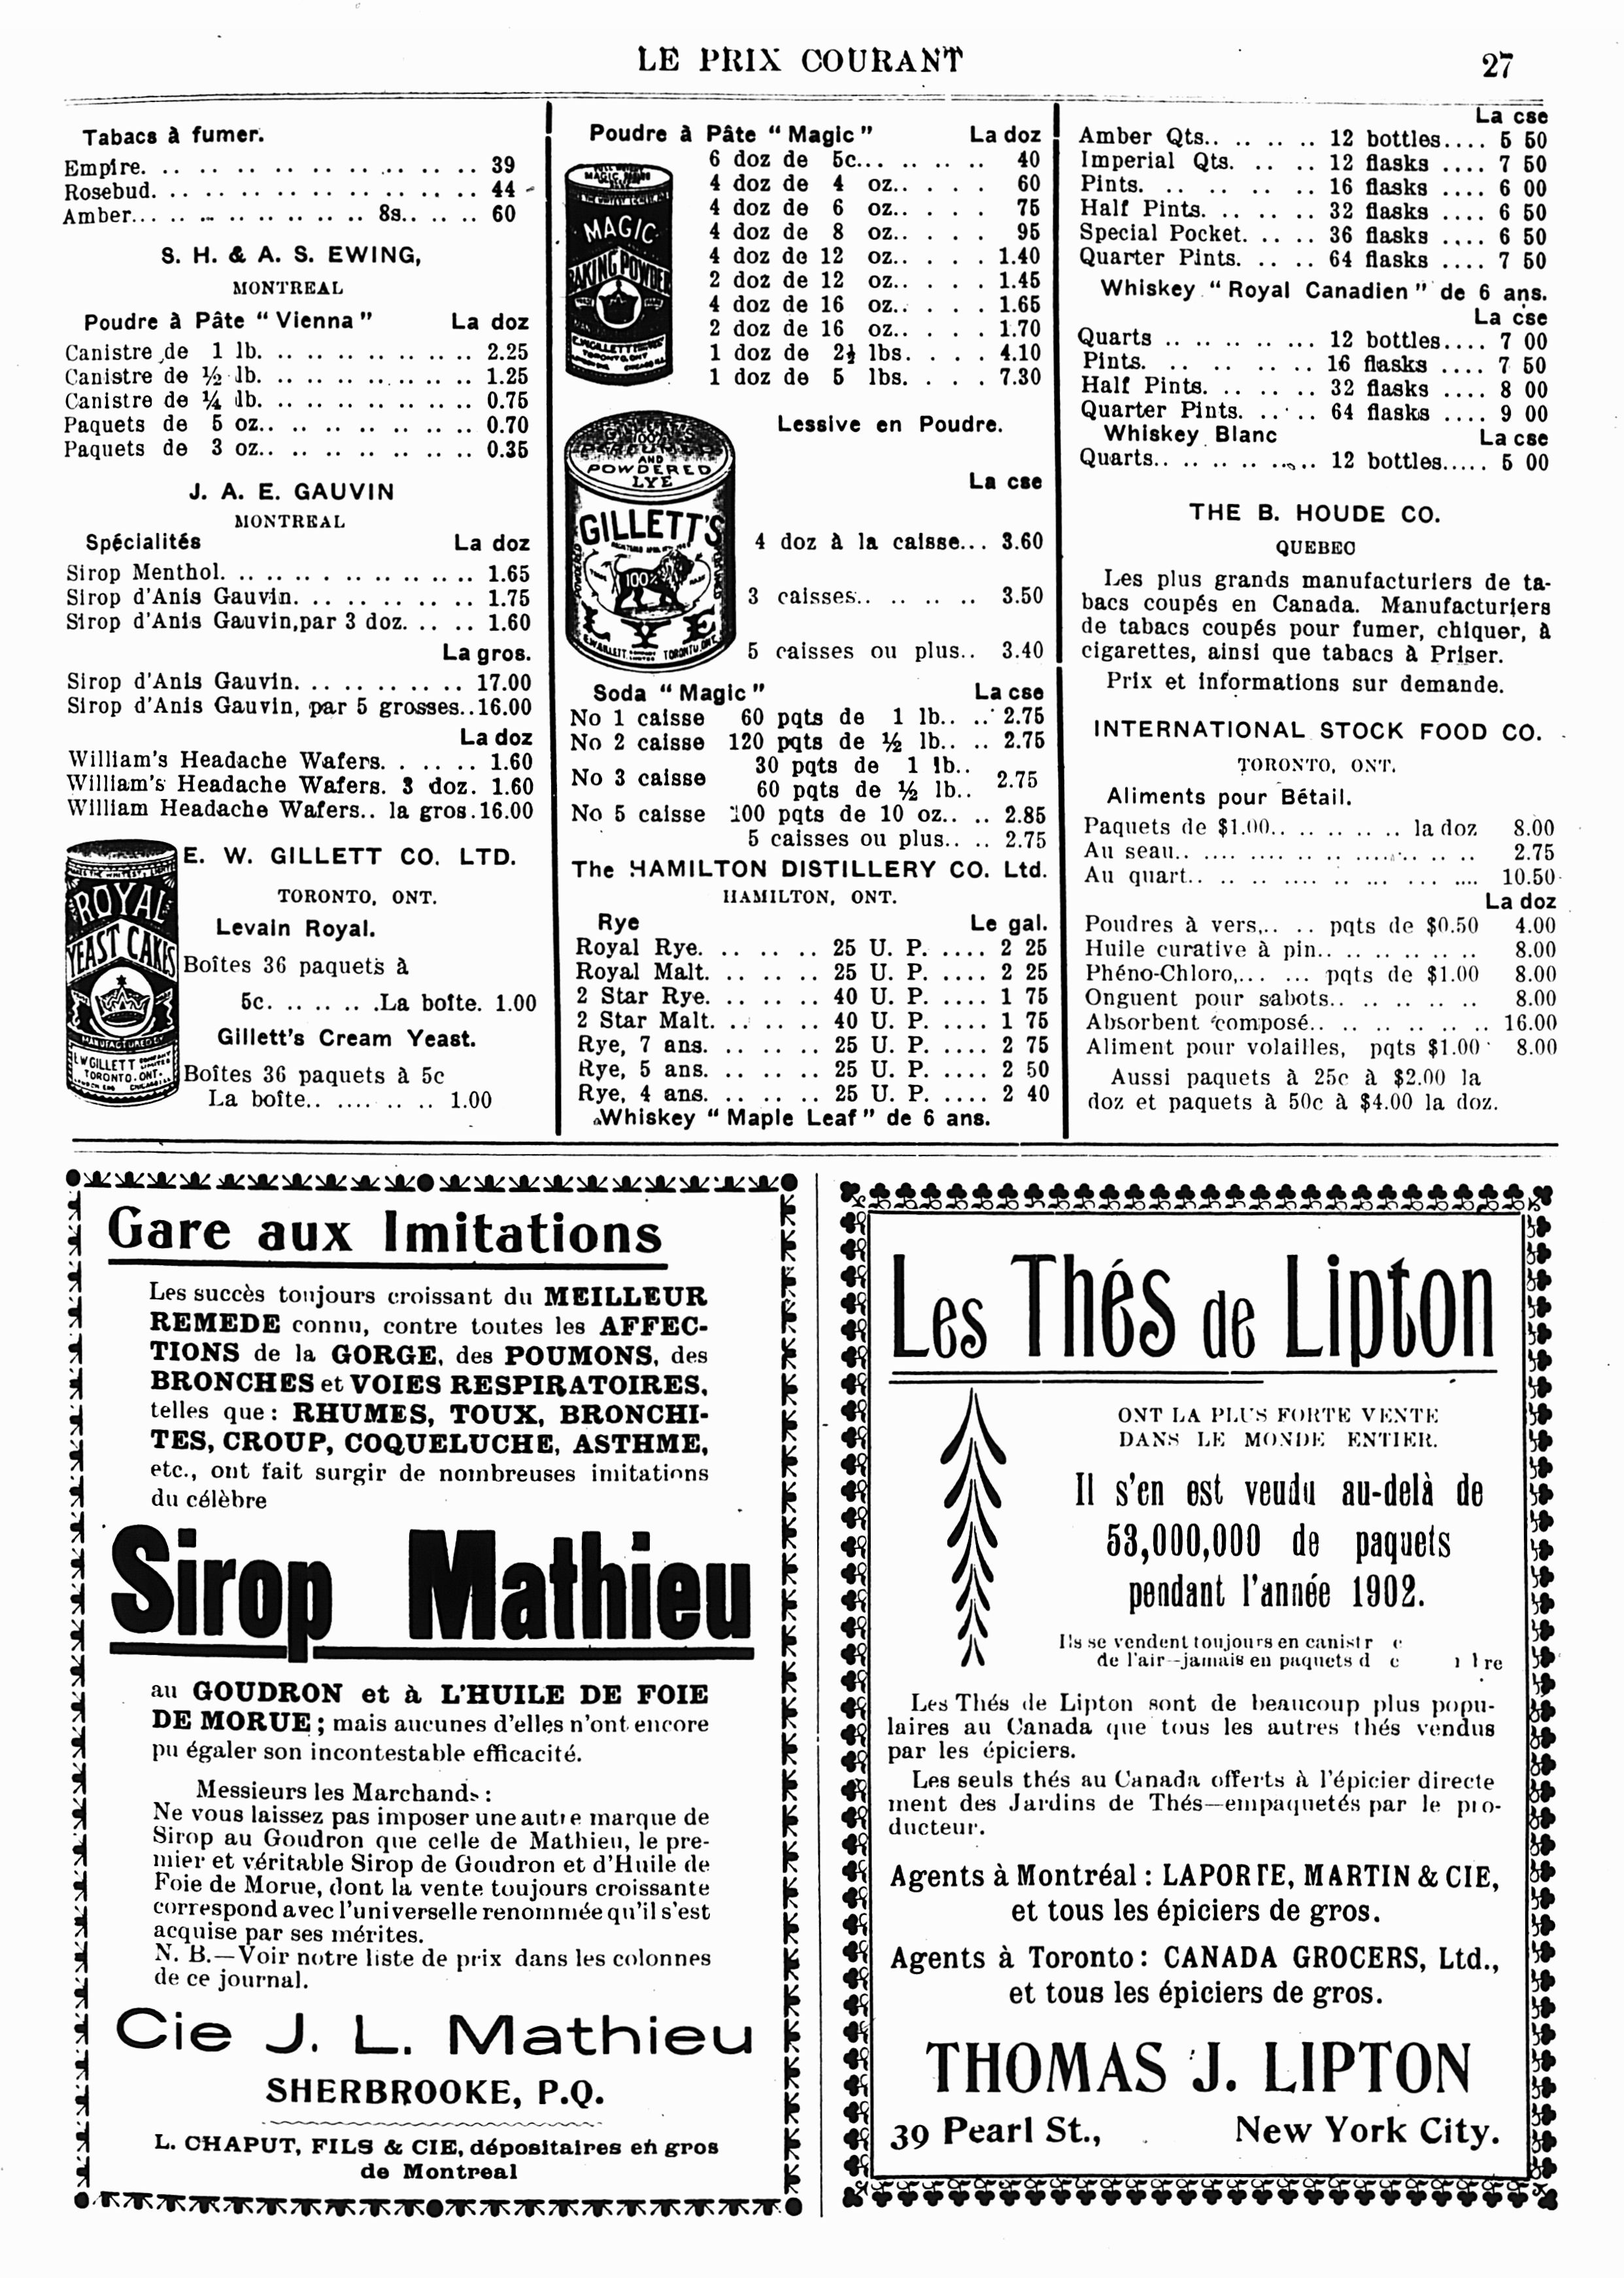 LE PRIX COURANT
27
Tabacs à fumer.
Empire. .. .. .. .. .. .. .. .. .. .. 39
Rosebud. .. .. .. .. .. .. .. .. .. .. 44
Amber... .. .. .. .. .. .. .. 8s.. .. .. 60
S. H. & A. S. EWING,
MONTREAL
Poudre à Pâte “ Vienna ” La doz
Canistre de 1 lb. .. .. .. .. .. .. .. 2.25
Canistre de ½ lb. .. .. .. .. .. .. .. 1.25
Canistre de ¼ lb. .. .. .. .. .. .. .. 0.75
Paquets de 5 oz.. .. .. .. .. .. .. .. 0.70
Paquets de 3 oz.. .. .. .. .. .. .. .. 0.35
J. A. E. GAUVIN
MONTREAL
Spécialités La doz
Sirop Menthol. .. .. .. .. .. .. .. .. 1.65
Sirop d'Anis Gauvin. .. .. .. .. .. .. 1.75
Sirop d'Anis Gauvin,par 3 doz. .. .. .. 1.60
La gros.
Sirop d'Anis Gauvin. .. .. .. .. .. 17.00
Sirop d'Anis Gauvin, par 5 grosses..16.00
La doz
William's Headache Wafers. .. .. .. 1.60
William's Headache Wafers. 3 doz. 1.60
William Headache Wafers.. la gros.16.00
ROYAL
YEAST CAKES
MANUFACTURED BY
E.W GILLETT COMPANY
TORONTO.ONT.
E. W. GILLETT CO. LTD.
TORONTO, ONT.
Levain Royal.
Boîtes 36 paquets à
5c. .. .. .. .La boîte. 1.00
Gillett's Cream Yeast.
Boîtes 36 paquets à 5c
La boîte.. .... .. .. 1.00
Poudre à Pâte “ Magic ” La doz
MAGIC
BAKING POWDER
6 doz de 5c... .. .. .. 40
4 doz de 4 oz.. . . . 60
4 doz de 6 oz.. . . . 75
4 doz de 8 oz.. . . . 95
4 doz de 12 oz.. . . . 1.40
2 doz de 12 oz.. . . . 1.45
4 doz de 16 oz.. . . . 1.65
2 doz de 16 oz.. . . . 1.70
1 doz de 2½ lbs. . . . 4.10
1 doz de 5 lbs. . . . 7.30
Lessive en Poudre.
100%
AND
POWDERED
LYE
GILLETT'S
100%
LYE
La cse
4 doz à la caisse... 3.60
3 caisses.. .. .. .. 3.50
5 caisses ou plus.. 3.40
Soda “ Magic ” La cse
No 1 caisse 60 pqts de 1 lb.. .. 2.75
No 2 caisse 120 pqts de ½ lb.. .. 2.75
No 3 caisse 30 pqts de 1 lb..
60 pqts de ½ lb.. 2.75
No 5 caisse 100 pqts de 10 oz.. .. 2.85
5 caisses ou plus.. .. 2.75
The HAMILTON DISTILLERY CO. Ltd.
HAMILTON, ONT.
Rye Le gal.
Royal Rye. .. .. .. 25 U. P. .... 2 25
Royal Malt. .. .. .. 25 U. P. .... 2 25
2 Star Rye. .. .. .. 40 U. P. .... 1 75
2 Star Malt. .. .. .. 40 U. P. .... 1 75
Rye, 7 ans. .. .. .. 25 U. P. .... 2 75
Rye, 5 ans. .. .. .. 25 U. P. .... 2 50
Rye, 4 ans. .. .. .. 25 U. P. .... 2 40
Whiskey “ Maple Leaf ” de 6 ans.
La cse
Amber Qts.. .. .. .. 12 bottles.... 5 50
Imperial Qts. .. .. 12 flasks .... 7 50
Pints. .. .. .. .. 16 flasks .... 6 00
Half Pints. .. .. .. 32 flasks .... 6 50
Special Pocket. .. .. 36 flasks .... 6 50
Quarter Pints. .. .. 64 flasks .... 7 50
Whiskey “ Royal Canadien ” de 6 ans.
La cse
Quarts .. .. .. .. ... 12 bottles.... 7 00
Pints. .. .. .. .. .. 16 flasks .... 7 50
Half Pints. .. .. .. 32 flasks .... 8 00
Quarter Pints. .. .. 64 flasks .... 9 00
Whiskey Blanc La cse
Quarts.. .. .. .. .. .. 12 bottles..... 5 00
THE B. HOUDE CO.
QUEBEC
Les plus grands manufacturiers de ta-
bacs coupés en Canada. Manufacturiers
de tabacs coupés pour fumer, chiquer, à
cigarettes, ainsi que tabacs à Priser.
Prix et informations sur demande.
INTERNATIONAL STOCK FOOD CO.
TORONTO, ONT.
Aliments pour Bétail.
Paquets de $1.00.. .. .. .. .. la doz 8.00
Au seau.. .... .... .. .. .... .. .. .. 2.75
Au quart.. .. .. .... .. ... ... .... 10.50
La doz
Poudres à vers,.. .. pqts de $0.50 4.00
Huile curative à pin.. .. .. .. .. .. 8.00
Phéno-Chloro,... ... pqts de $1.00 8.00
Onguent pour sabots.. .. .. .. .. 8.00
Absorbent composé.. .. .. .. .. .. 16.00
Aliment pour volailles, pqts $1.00 8.00
Aussi paquets à 25c à $2.00 la
doz et paquets à 50c à $4.00 la doz.
Gare aux Imitations
Les succès toujours croissant du MEILLEUR
REMEDE connu, contre toutes les AFFEC-
TIONS de la GORGE, des POUMONS, des
BRONCHES et VOIES RESPIRATOIRES,
telles que : RHUMES, TOUX, BRONCHI-
TES, CROUP, COQUELUCHE, ASTHME,
etc., ont fait surgir de nombreuses imitations
du célèbre
Sirop Mathieu
au GOUDRON et à L'HUILE DE FOIE
DE MORUE ; mais aucunes d'elles n'ont encore
pu égaler son incontestable efficacité.
Messieurs les Marchands :
Ne vous laissez pas imposer une autre marque de
Sirop au Goudron que celle de Mathieu, le pre-
mier et véritable Sirop de Goudron et d'Huile de
Foie de Morue, dont la vente toujours croissante
correspond avec l'universelle renommée qu'il s'est
acquise par ses mérites.
N. B.—Voir notre liste de prix dans les colonnes
de ce journal.
Cie J. L. Mathieu
SHERBROOKE, P.Q.
L. CHAPUT, FILS & CIE, dépositaires en gros
de Montreal
Les Thés de Lipton
ONT LA PLUS FORTE VENTE
DANS LE MONDE ENTIER.
Il s'en est veudu au-delà de
53,000,000 de paquets
pendant l'année 1902.
Ils se vendent toujours en
de l'air--jamais en paquets
Les Thés de Lipton sont de beaucoup plus popu-
laires au Canada que tous les autres thés vendus
par les épiciers.
Les seuls thés au Canada offerts à l'épicier directe
ment des Jardins de Thés—empaquetés par le pro-
ducteur.
Agents à Montréal : LAPORTE, MARTIN & CIE,
et tous les épiciers de gros.
Agents à Toronto : CANADA GROCERS, Ltd.,
et tous les épiciers de gros.
THOMAS J. LIPTON
39 Pearl St., New York City.